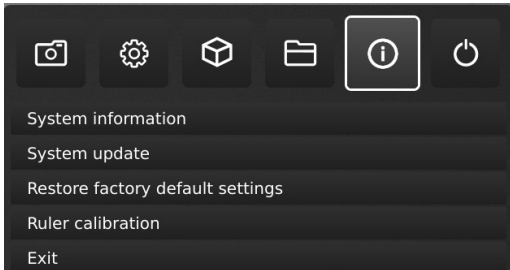 System information
System update
Restore factory default settings
Ruler calibration
Exit